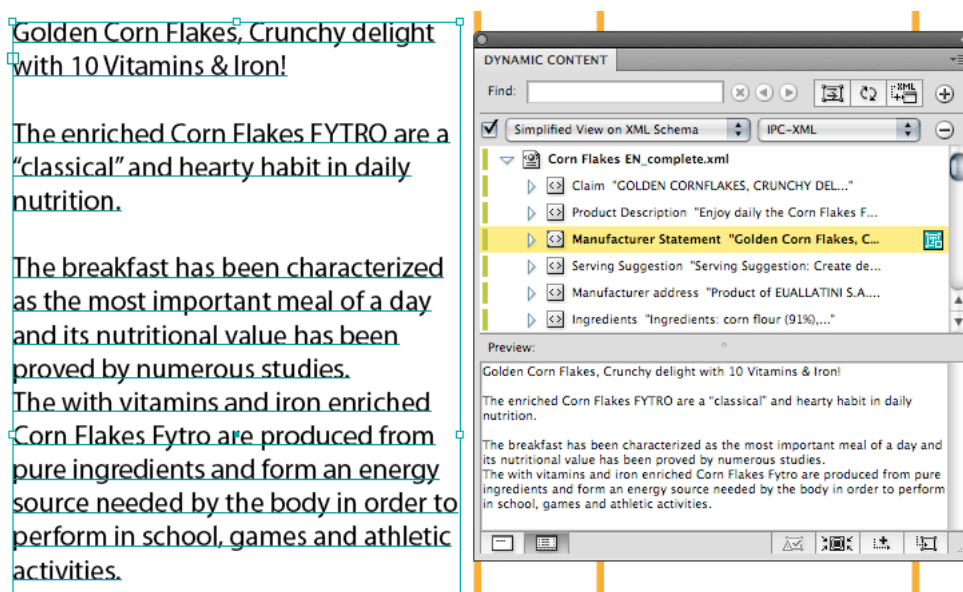 Golden Corn Flakes, Crunchy delight
with 10 Vitamins & Iron!
The enriched Corn Flakes FYTRO are a
“classical” and hearty habit in daily
nutrition.
The breakfast has been characterized
as the most important meal of a day
and its nutritional value has been
proved by numerous studies.
The with vitamins and iron enriched
Corn Flakes Fytro are produced from
pure ingredients and form an energy
source needed by the body in order to
perform in school, games and athletic
activities.
DYNAMIC CONTENT
Find:
XML
Simplified View on XML Schema IPC-XML
Corn Flakes EN_complete.xml
Claim "GOLDEN CORNFLAKES, CRUNCHY DEL..."
Product Description "Enjoy daily the Corn Flakes F...
Manufacturer Statement "Golden Corn Flakes, C...
Serving Suggestion "Serving Suggestion: Create de...
Manufacturer address "Product of EUALLATINI S.A....
Ingredients "Ingredients: corn flour (91%),..."
Preview:
Golden Corn Flakes, Crunchy delight with 10 Vitamins & Iron!
The enriched Corn Flakes FYTRO are a “classical” and hearty habit in daily
nutrition.
The breakfast has been characterized as the most important meal of a day and
its nutritional value has been proved by numerous studies.
The with vitamins and iron enriched Corn Flakes Fytro are produced from pure
ingredients and form an energy source needed by the body in order to perform
in school, games and athletic activities.